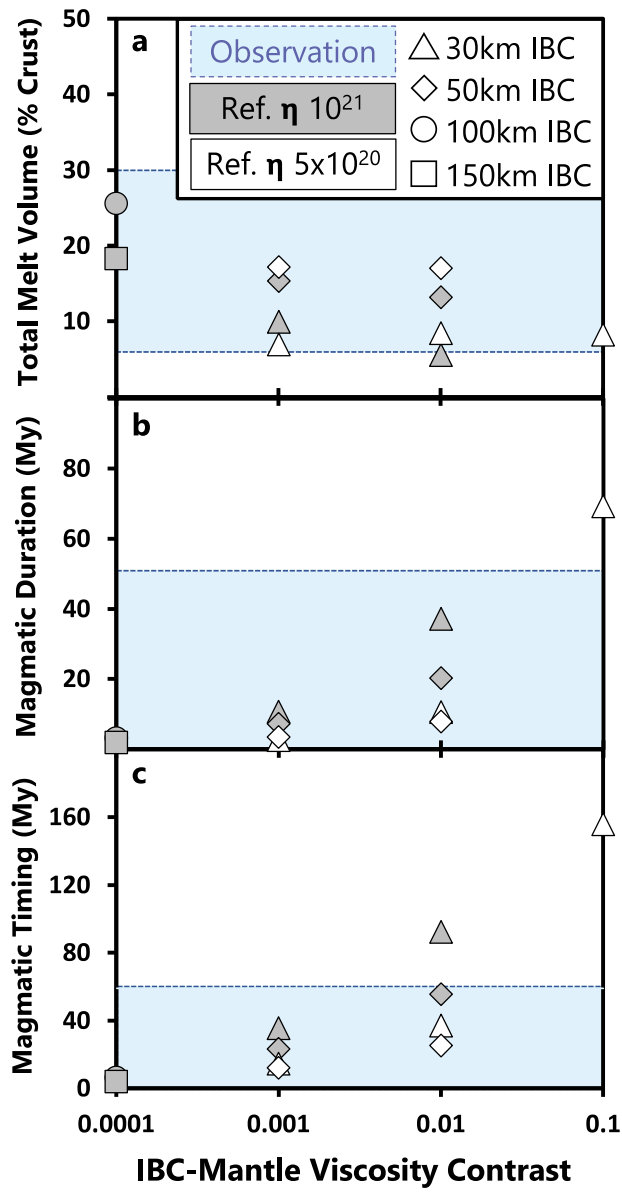 a
Observation
Ref. η 10²¹
Ref. η 5x10²⁰
30km IBC
50km IBC
100km IBC
150km IBC
Total Melt Volume (% Crust)
50
40
30
20
10
b
Magmatic Duration (My)
80
60
40
20
c
Magmatic Timing (My)
160
120
80
40
0
0.0001
0.001
0.01
0.1
IBC-Mantle Viscosity Contrast